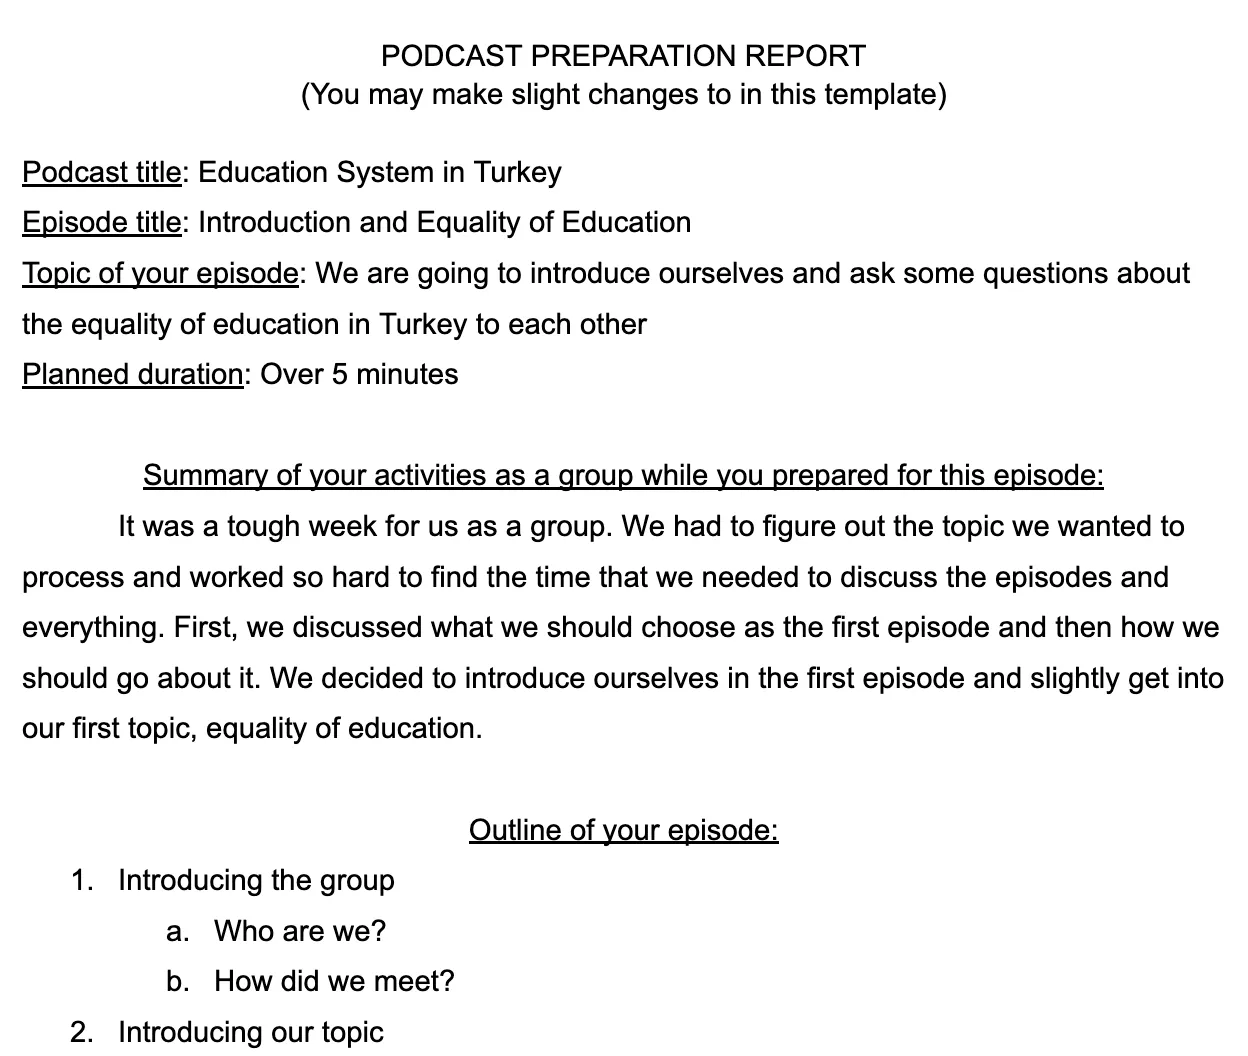 PODCAST PREPARATION REPORT
(You may make slight changes to in this template)
Podcast title: Education System in Turkey
Episode title: Introduction and Equality of Education
Topic of your episode: We are going to introduce ourselves and ask some questions about
the equality of education in Turkey to each other
Planned duration: Over 5 minutes
Summary of your activities as a group while you prepared for this episode:
It was a tough week for us as a group. We had to figure out the topic we wanted to
process and worked so hard to find the time that we needed to discuss the episodes and
everything. First, we discussed what we should choose as the first episode and then how we
should go about it. We decided to introduce ourselves in the first episode and slightly get into
our first topic, equality of education.
Outline of your episode:
1. Introducing the group
a. Who are we?
b. How did we meet?
2. Introducing our topic